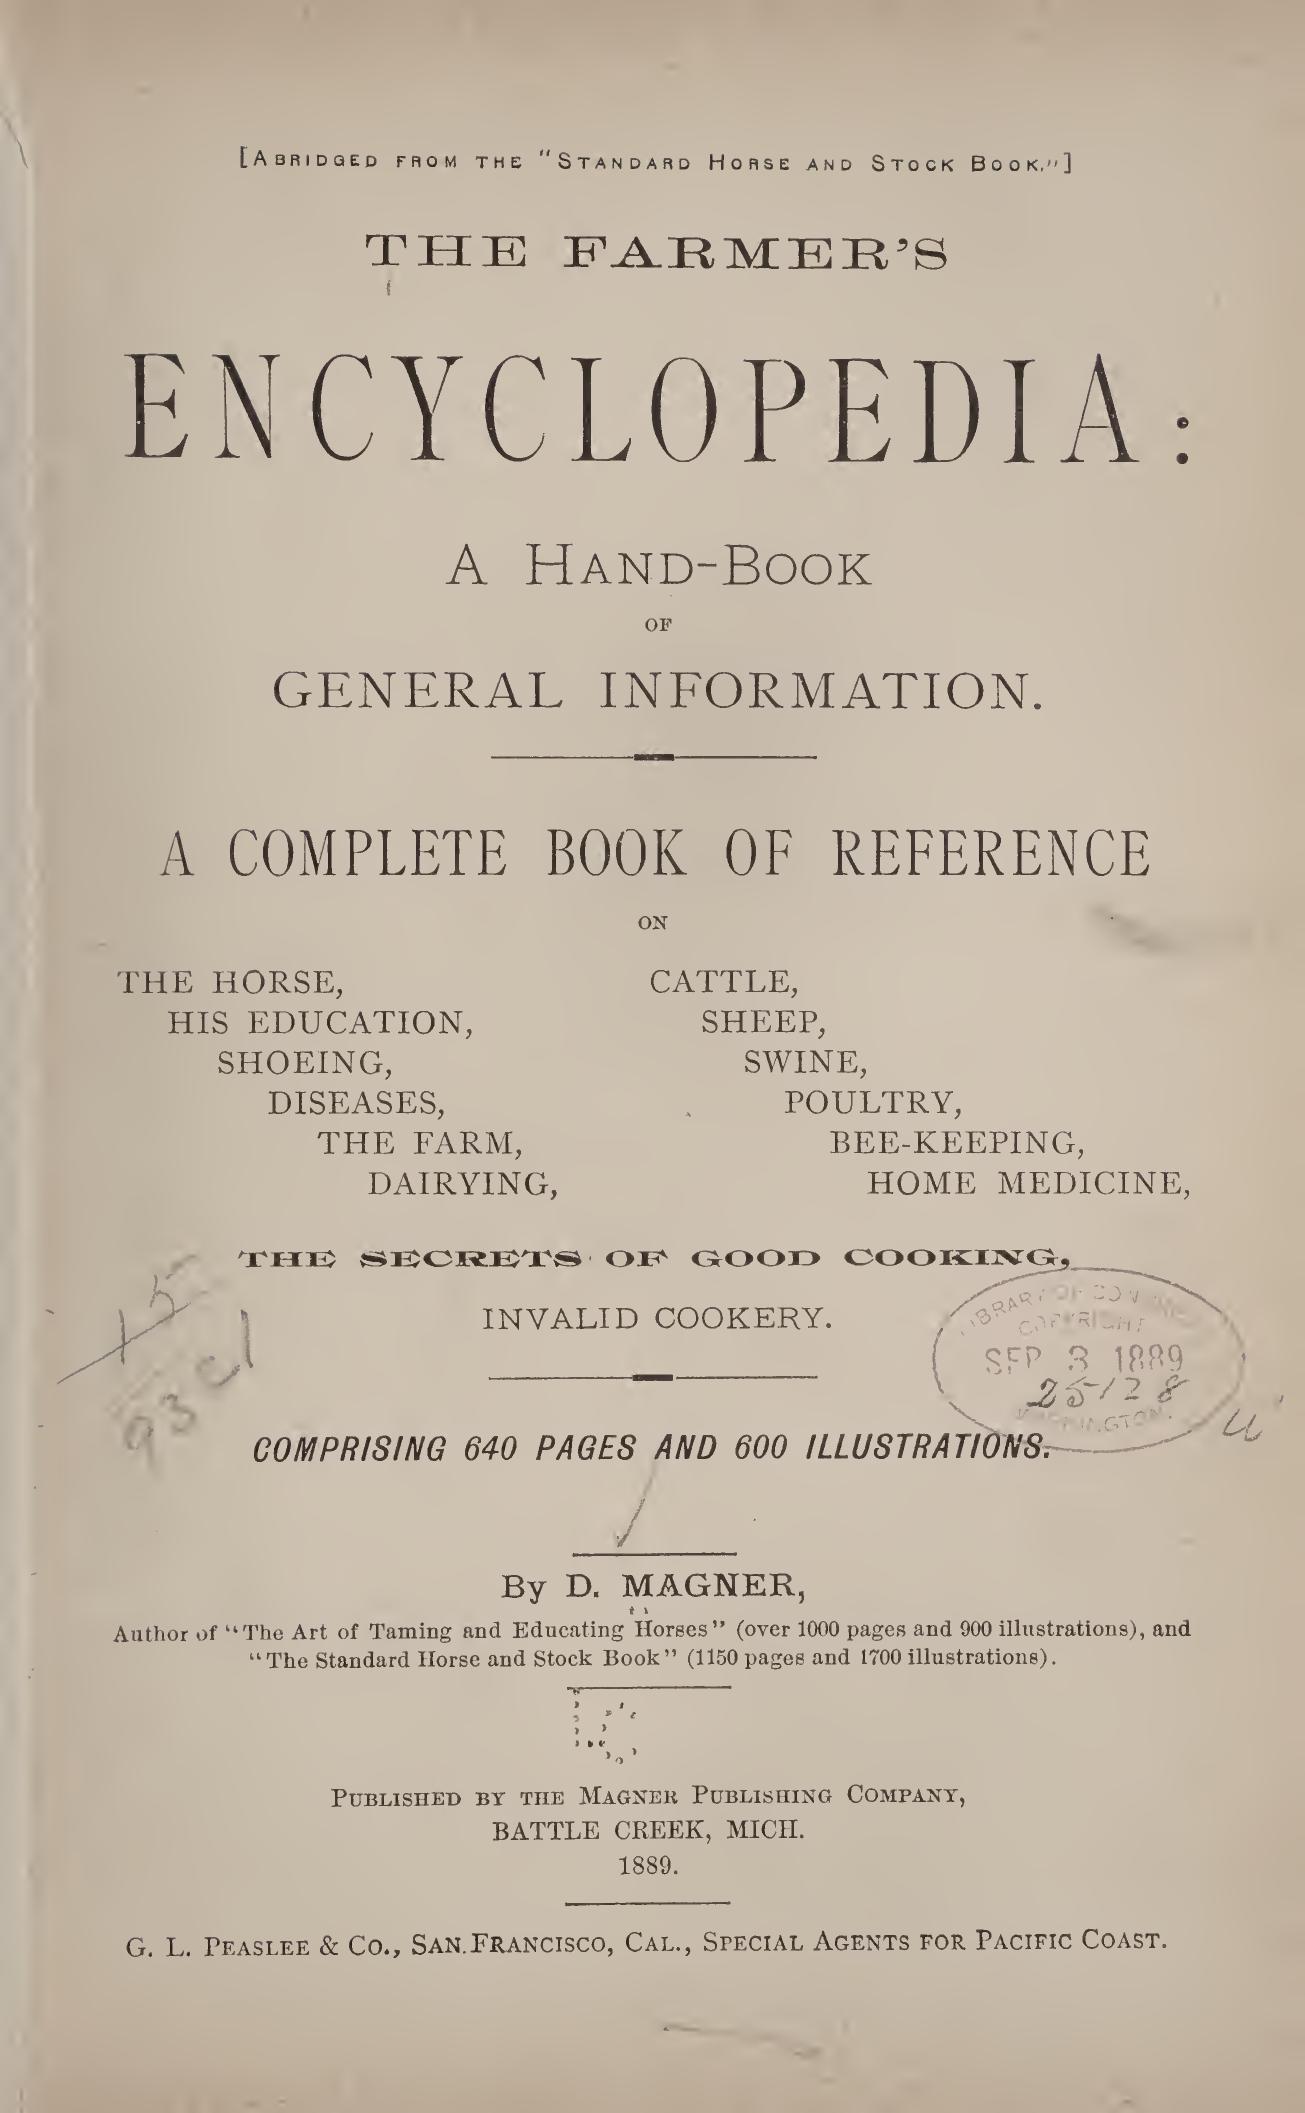 [Abridged from the "Standard Horse and Stock Book."]
THE FARMER'S
ENCYCLOPEDIA:
A Hand-Book
OF
GENERAL INFORMATION.
A COMPLETE BOOK OF REFERENCE
ON
THE HORSE,
HIS EDUCATION,
SHOEING,
DISEASES,
THE FARM,
DAIRYING,
CATTLE,
SHEEP,
SWINE,
POULTRY,
BEE-KEEPING,
HOME MEDICINE,
THE SECRETS OF GOOD COOKING,
INVALID COOKERY.
LIBRARY OF
COPYRIGHT
SEP 3 1889
25128
WASHINGTON.
COMPRISING 640 PAGES AND 600 ILLUSTRATIONS.
By D. MAGNER,
Author of "The Art of Taming and Educating Horses" (over 1000 pages and 900 illustrations), and
"The Standard Horse and Stock Book" (1150 pages and 1700 illustrations).
Published by the Magner Publishing Company,
BATTLE CREEK, MICH.
1889.
G. L. Peaslee & Co., San Francisco, Cal., Special Agents for Pacific Coast.